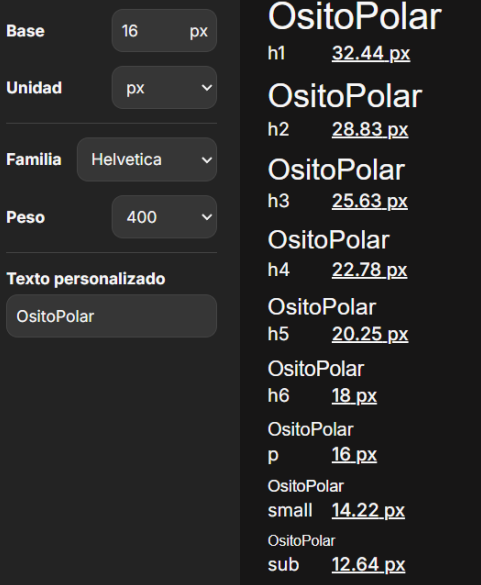 Base 16 px
Unidad px
Familia Helvetica
Peso 400
Texto personalizado
OsitoPolar
OsitoPolar
h1 32.44 px
OsitoPolar
h2 28.83 px
OsitoPolar
h3 25.63 px
OsitoPolar
h4 22.78 px
OsitoPolar
h5 20.25 px
OsitoPolar
h6 18 px
OsitoPolar
p 16 px
OsitoPolar
small 14.22 px
OsitoPolar
sub 12.64 px